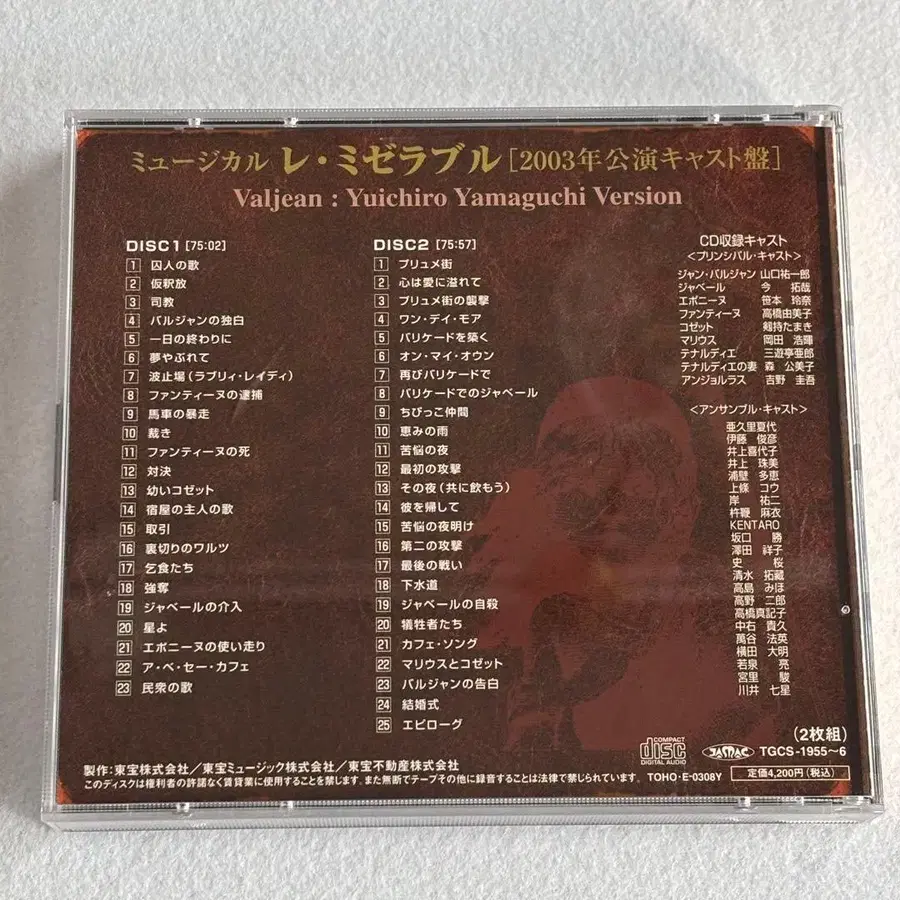 ミュージカル レ・ミゼラブル [2003年公演キャスト盤]
Valjean : Yuichiro Yamaguchi Version
DISC1 [75:02]
1 囚人の歌
2 仮釈放
3 司教
4 バルジャンの独白
5 一日の終わりに
6 夢やぶれて
7 波止場(ラブリィ・レイディ)
8 ファンティーヌの逮捕
9 馬車の暴走
10 裁き
11 ファンティーヌの死
12 対決
13 幼いコゼット
14 宿屋の主人の歌
15 取引
16 裏切りのワルツ
17 乞食たち
18 強奪
19 ジャベールの介入
20 星よ
21 エポニーヌの使い走り
22 ア・ベ・セー・カフェ
23 民衆の歌
DISC2 [75:57]
1 プリュメ街
2 心は愛に溢れて
3 プリュメ街の襲撃
4 ワン・デイ・モア
5 バリケードを築く
6 オン・マイ・オウン
7 再びバリケードで
8 バリケードでのジャベール
9 ちびっこ仲間
10 恵みの雨
11 苦悩の夜
12 最初の攻撃
13 その夜(共に飲もう)
14 彼を帰して
15 苦悩の夜明け
16 第二の攻撃
17 最後の戦い
18 下水道
19 ジャベールの自殺
20 犠牲者たち
21 カフェ・ソング
22 マリウスとコゼット
23 バルジャンの告白
24 結婚式
25 エピローグ
CD収録キャスト
<プリンシパル・キャスト>
ジャン・バルジャン 山口祐一郎
ジャベール 今 拓哉
エポニーヌ 笹本 玲奈
ファンティーヌ 高橋由美子
コゼット 剱持たまき
マリウス 岡田 浩暉
テナルディエ 三遊亭亜郎
テナルディエの妻 森 公美子
アンジョルラス 吉野 圭吾
<アンサンブル・キャスト>
亜久里夏代
伊藤 俊彦
井上喜代子
井上 珠美
浦壁 多恵
上條 コウ
岸 祐二
杵鞭 麻衣
KENTARO
坂口 勝
澤田 祥子
史 桜
清水 拓蔵
高島 みほ
高野 二郎
高橋真記子
中右 貴久
萬谷 法英
横田 大明
若泉 亮
宮里 駿
川井 七星
(2枚組)
COMPACT
disc
DIGITAL AUDIO
JASRAC
TGCS-1955〜6
製作:東宝株式会社/東宝ミュージック株式会社/東宝不動産株式会社
このディスクは権利者の許諾なく賃貸業に使用することを禁じます。また無断でテープその他に録音することは法律で禁じられています。
TOHO・E-0308Y
定価4,200円(税込)